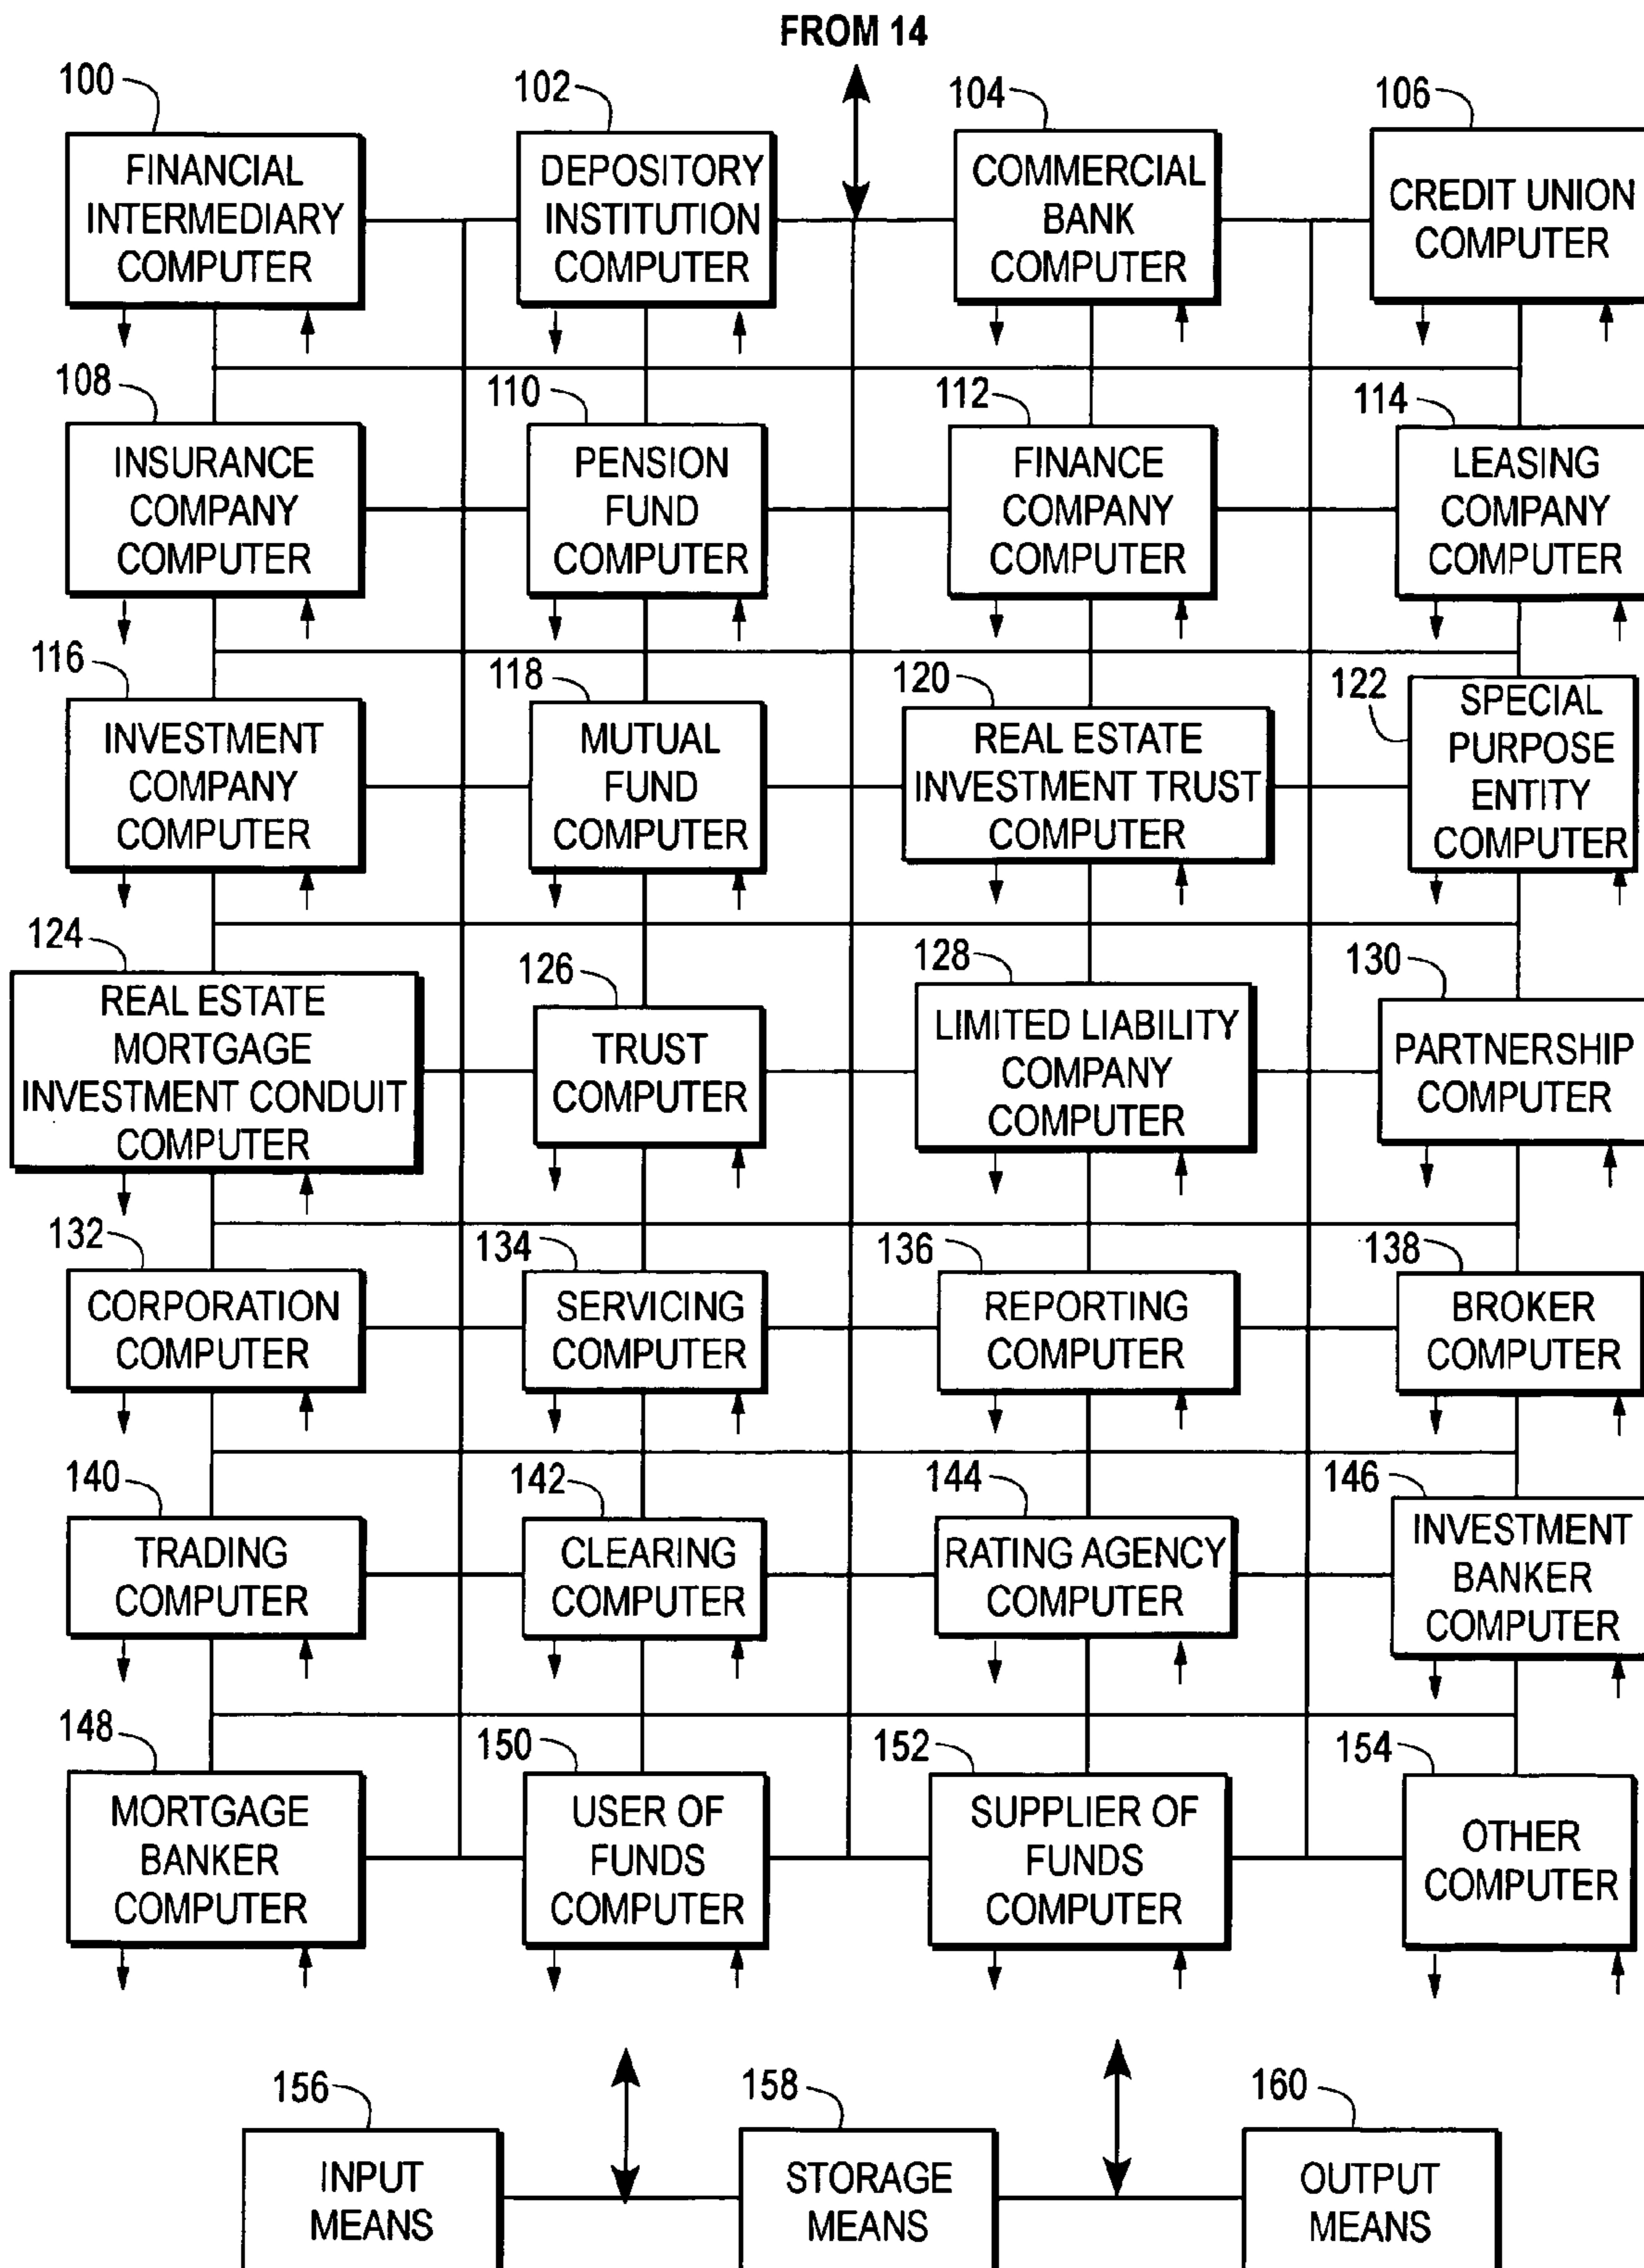 FROM 14
100
102
104
106
FINANCIAL
INTERMEDIARY
COMPUTER
DEPOSITORY
INSTITUTION
COMPUTER
COMMERCIAL
BANK
COMPUTER
CREDIT UNION
COMPUTER
108
110
112
114
INSURANCE
COMPANY
COMPUTER
PENSION
FUND
COMPUTER
FINANCE
COMPANY
COMPUTER
LEASING
COMPANY
COMPUTER
116
118
120
122
INVESTMENT
COMPANY
COMPUTER
MUTUAL
FUND
COMPUTER
REAL ESTATE
INVESTMENT TRUST
COMPUTER
SPECIAL
PURPOSE
ENTITY
COMPUTER
124
126
128
130
REAL ESTATE
MORTGAGE
INVESTMENT CONDUIT
COMPUTER
TRUST
COMPUTER
LIMITED LIABILITY
COMPANY
COMPUTER
PARTNERSHIP
COMPUTER
132
134
136
138
CORPORATION
COMPUTER
SERVICING
COMPUTER
REPORTING
COMPUTER
BROKER
COMPUTER
140
142
144
146
TRADING
COMPUTER
CLEARING
COMPUTER
RATING AGENCY
COMPUTER
INVESTMENT
BANKER
COMPUTER
148
150
152
154
MORTGAGE
BANKER
COMPUTER
USER OF
FUNDS
COMPUTER
SUPPLIER OF
FUNDS
COMPUTER
OTHER
COMPUTER
156
158
160
INPUT
MEANS
STORAGE
MEANS
OUTPUT
MEANS